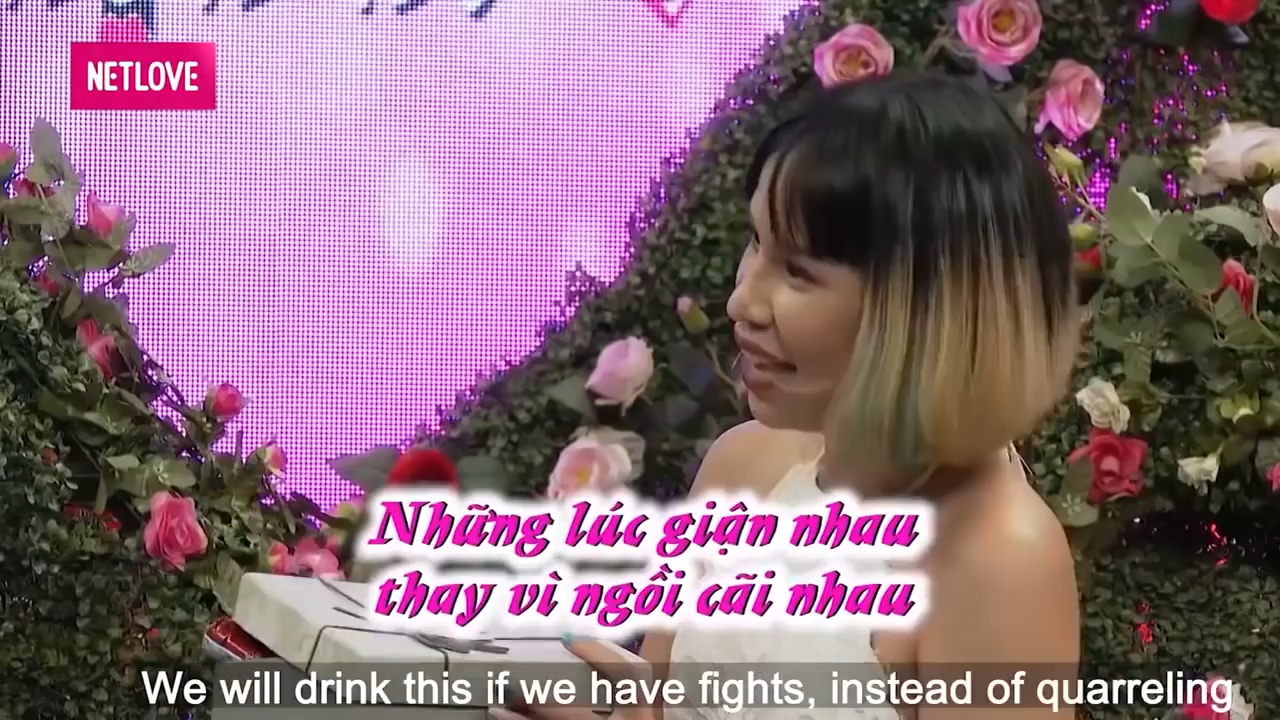 NETLOVE
Những lúc giận nhau
thay vì ngồi cãi nhau
We will drink this if we have fights, instead of quarreling